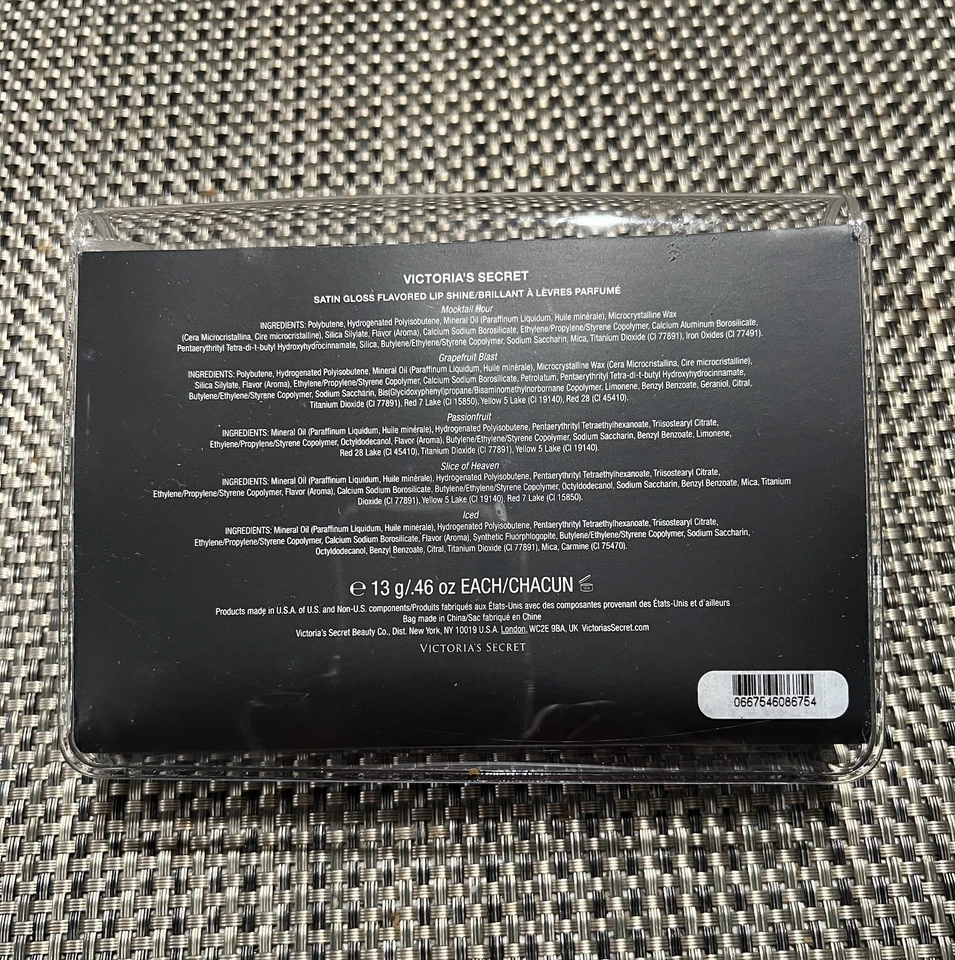 VICTORIA'S SECRET
SATIN GLOSS FLAVORED LIP SHINE/BRILLANT À LÈVRES PARFUMÉ
Mocktail Hour
INGREDIENTS: Polybutene, Hydrogenated Polyisobutene, Mineral Oil (Paraffinum Liquidum, Huile minérale), Microcrystalline Wax
(Cera Microcristallina, Cire microcristalline), Silica Silylate, Flavor (Aroma), Calcium Sodium Borosilicate, Ethylene/Propylene/Styrene Copolymer, Calcium Aluminum Borosilicate,
Pentaerythrityl Tetra-di-t-butyl Hydroxyhydrocinnamate, Silica, Butylene/Ethylene/Styrene Copolymer, Sodium Saccharin, Mica, Titanium Dioxide (CI 77891), Iron Oxides (CI 77491).
Grapefruit Blast
INGREDIENTS: Polybutene, Hydrogenated Polyisobutene, Mineral Oil (Paraffinum Liquidum, Huile minérale), Microcrystalline Wax (Cera Microcristallina, Cire microcristalline),
Silica Silylate, Flavor (Aroma), Ethylene/Propylene/Styrene Copolymer, Calcium Sodium Borosilicate, Petrolatum, Pentaerythrityl Tetra-di-t-butyl Hydroxyhydrocinnamate,
Butylene/Ethylene/Styrene Copolymer, Sodium Saccharin, Bis(Glycidoxyphenyl)propane/Bisaminomethylnorbornane Copolymer, Limonene, Benzyl Benzoate, Geraniol, Citral,
Titanium Dioxide (CI 77891), Red 7 Lake (CI 15850), Yellow 5 Lake (CI 19140), Red 28 (CI 45410).
Passionfruit
INGREDIENTS: Mineral Oil (Paraffinum Liquidum, Huile minérale), Hydrogenated Polyisobutene, Pentaerythrityl Tetraethylhexanoate, Triisostearyl Citrate,
Ethylene/Propylene/Styrene Copolymer, Octyldodecanol, Flavor (Aroma), Butylene/Ethylene/Styrene Copolymer, Sodium Saccharin, Benzyl Benzoate, Limonene,
Red 28 Lake (CI 45410), Titanium Dioxide (CI 77891), Yellow 5 Lake (CI 19140).
Slice of Heaven
INGREDIENTS: Mineral Oil (Paraffinum Liquidum, Huile minérale), Hydrogenated Polyisobutene, Pentaerythrityl Tetraethylhexanoate, Triisostearyl Citrate,
Ethylene/Propylene/Styrene Copolymer, Flavor (Aroma), Calcium Sodium Borosilicate, Butylene/Ethylene/Styrene Copolymer, Octyldodecanol, Sodium Saccharin, Benzyl Benzoate, Mica, Titanium
Dioxide (CI 77891), Yellow 5 Lake (CI 19140), Red 7 Lake (CI 15850).
Iced
INGREDIENTS: Mineral Oil (Paraffinum Liquidum, Huile minérale), Hydrogenated Polyisobutene, Pentaerythrityl Tetraethylhexanoate, Triisostearyl Citrate,
Ethylene/Propylene/Styrene Copolymer, Calcium Sodium Borosilicate, Flavor (Aroma), Synthetic Fluorphlogopite, Butylene/Ethylene/Styrene Copolymer, Sodium Saccharin,
Octyldodecanol, Benzyl Benzoate, Citral, Titanium Dioxide (CI 77891), Mica, Carmine (CI 75470).
℮ 13 g/.46 oz EACH/CHACUN
Products made in U.S.A. of U.S. and Non-U.S. components/Produits fabriqués aux États-Unis avec des composantes provenant des États-Unis et d'ailleurs
Bag made in China/Sac fabriqué en Chine
Victoria's Secret Beauty Co., Dist. New York, NY 10019 U.S.A. London, WC2E 9BA, UK VictoriasSecret.com
VICTORIA'S SECRET
0667546086754